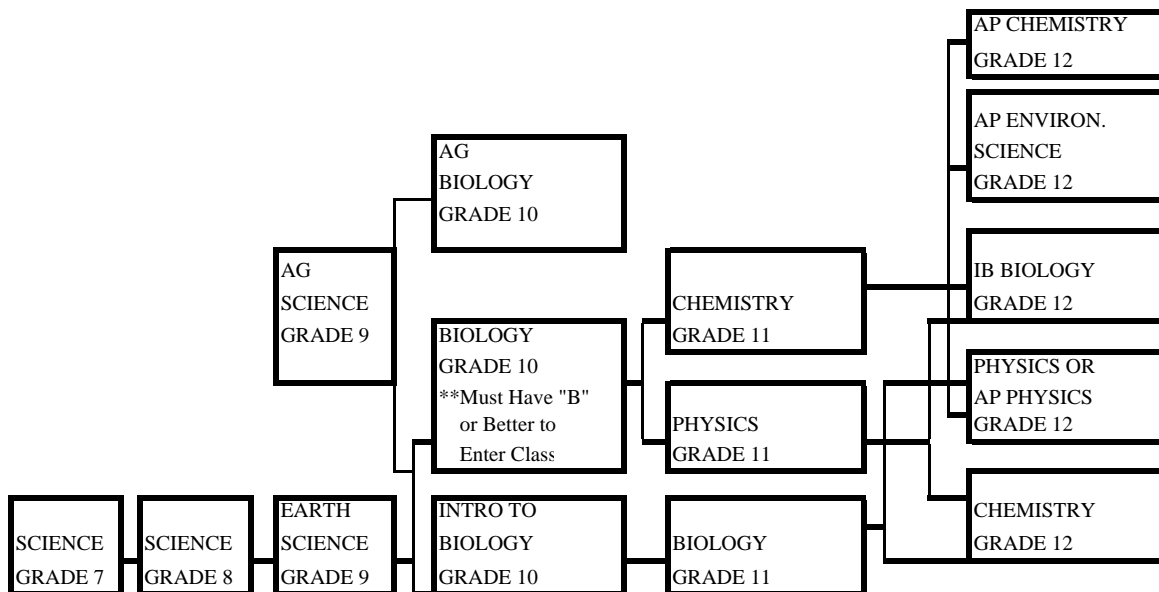 AP CHEMISTRY
GRADE 12
AP ENVIRON.
SCIENCE
GRADE 12
AG
BIOLOGY
GRADE 10
AG
SCIENCE
GRADE 9
IB BIOLOGY
GRADE 12
CHEMISTRY
GRADE 11
BIOLOGY
GRADE 10
**Must Have "B"
or Better to
Enter Class
PHYSICS OR
AP PHYSICS
GRADE 12
PHYSICS
GRADE 11
CHEMISTRY
GRADE 12
SCIENCE
GRADE 7
SCIENCE
GRADE 8
EARTH
SCIENCE
GRADE 9
INTRO TO
BIOLOGY
GRADE 10
BIOLOGY
GRADE 11